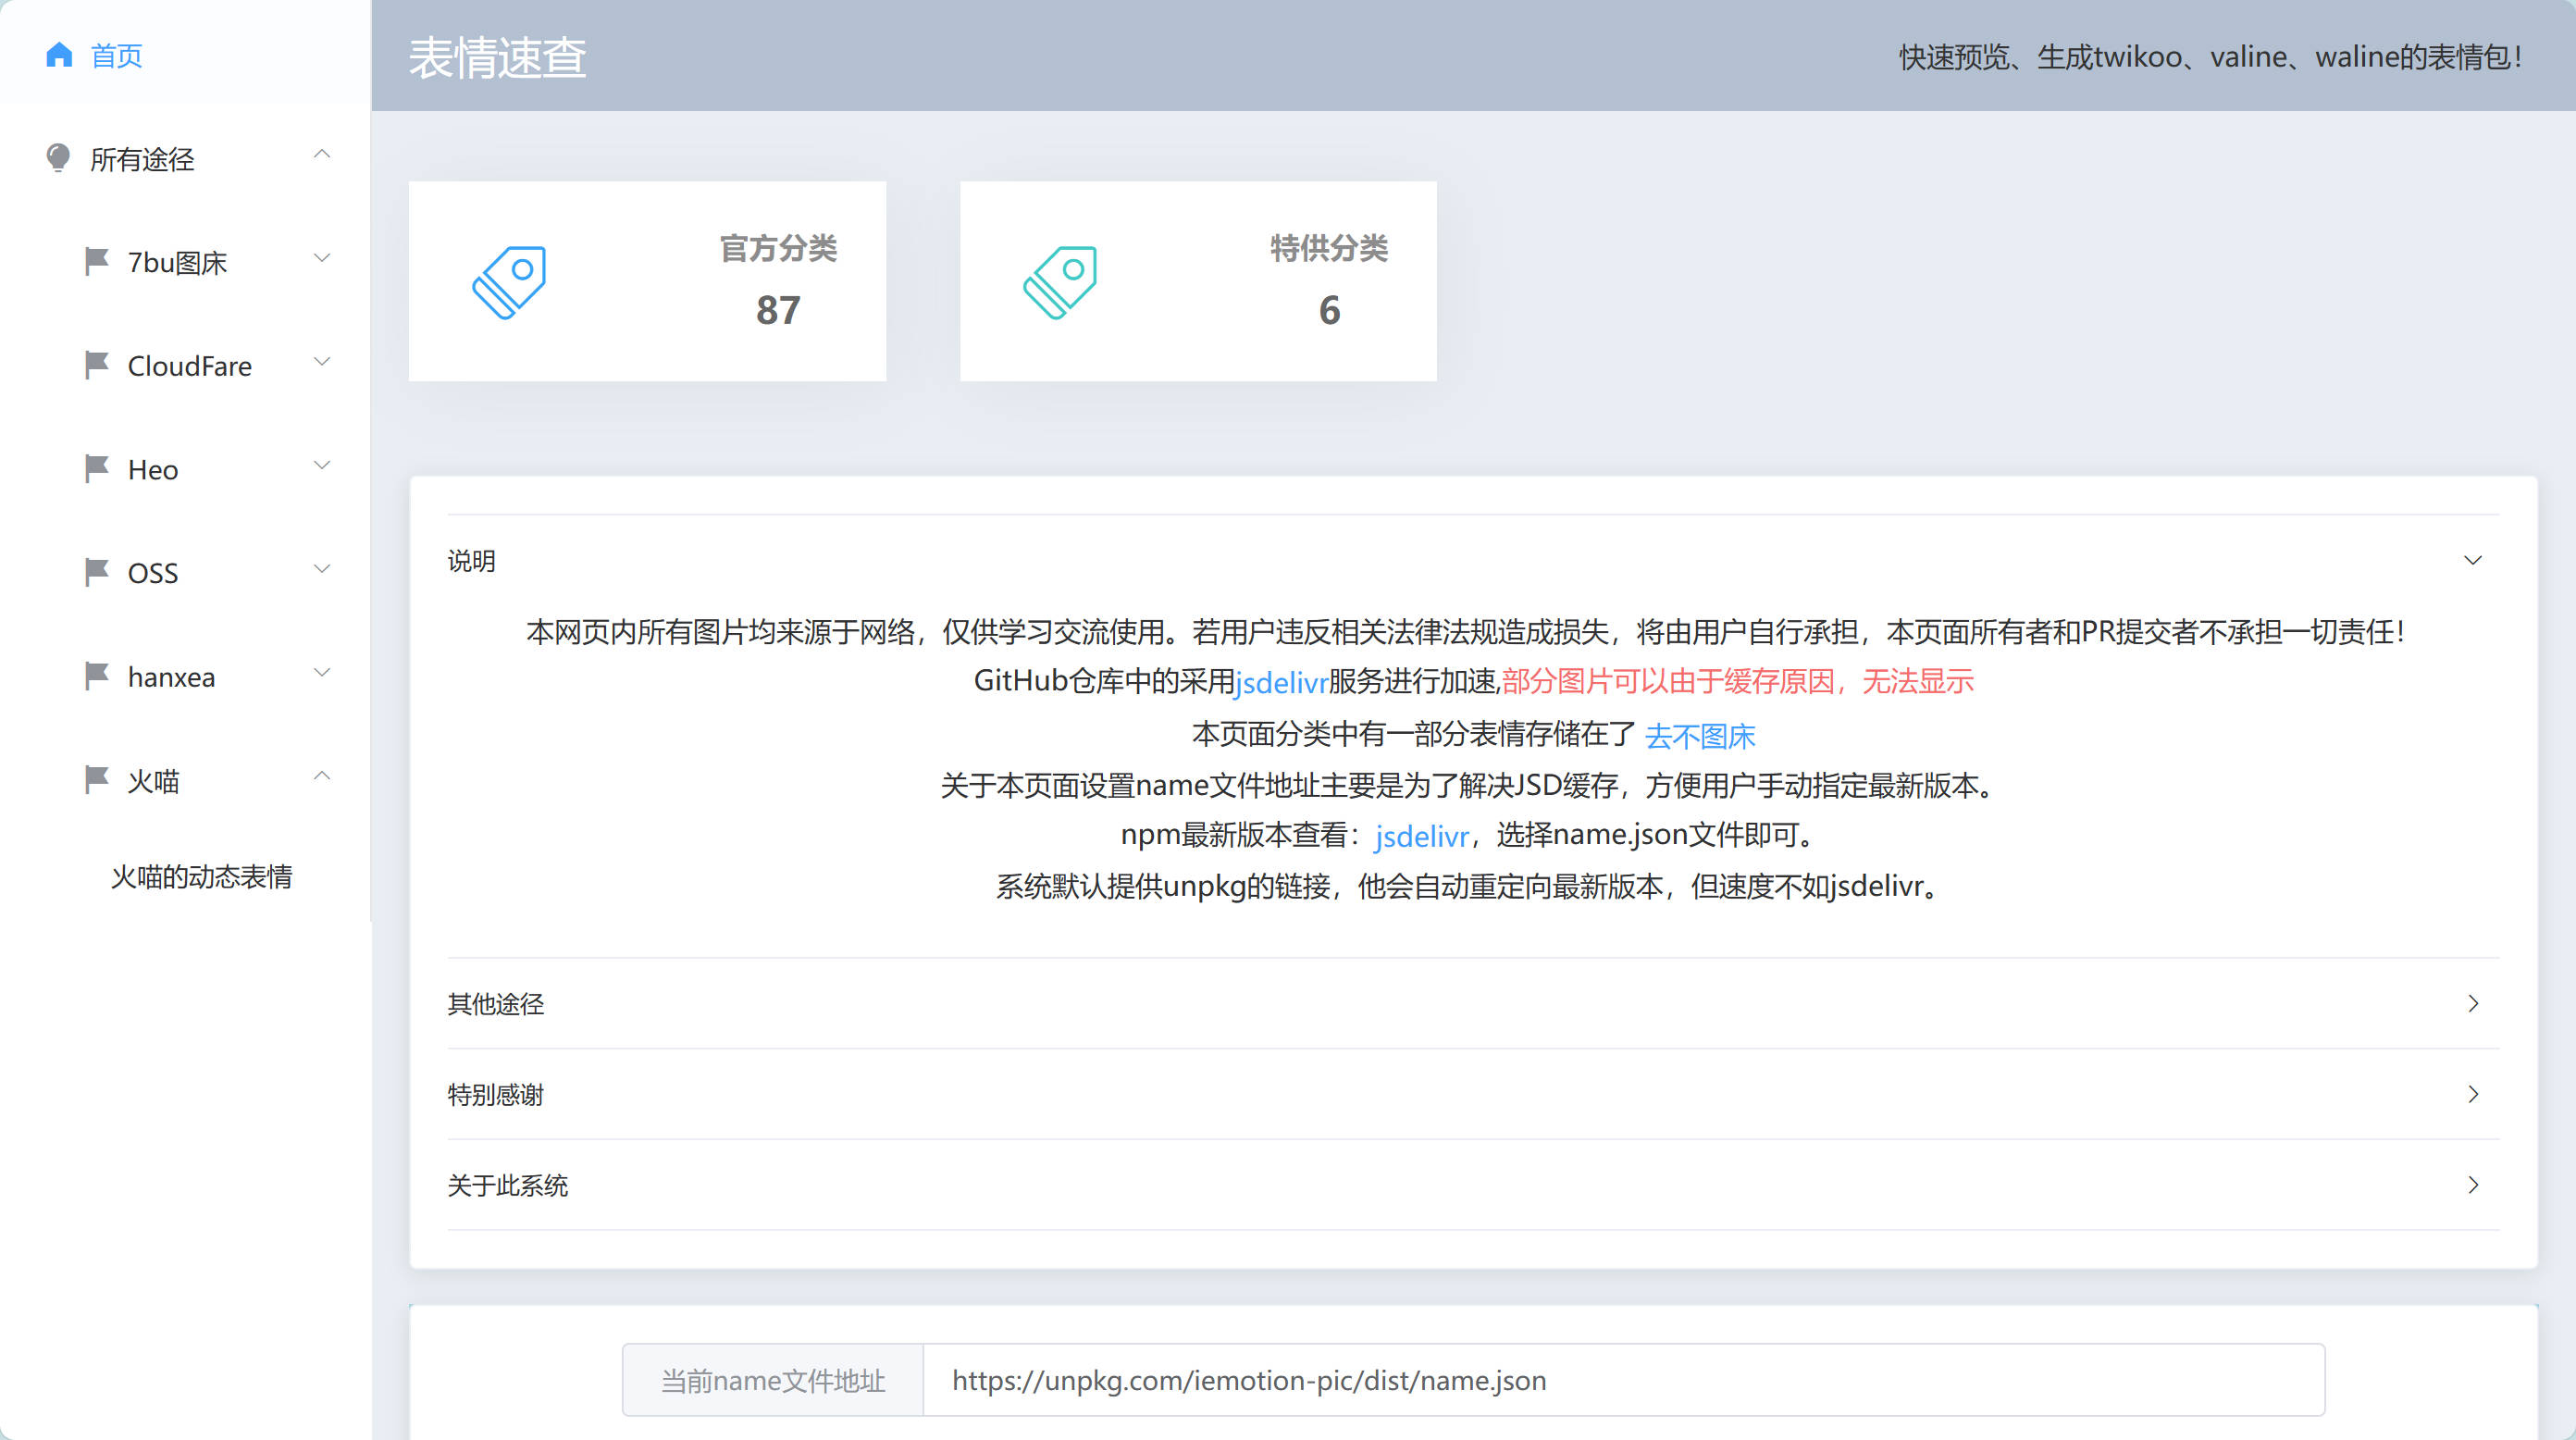 首页
所有途径
7bu图床
CloudFare
Heo
OSS
hanxea
火喵
火喵的动态表情
表情速查
快速预览、生成twikoo、valine、waline的表情包!
官方分类
87
特供分类
6
说明
本网页内所有图片均来源于网络，仅供学习交流使用。若用户违反相关法律法规造成损失，将由用户自行承担，本页面所有者和PR提交者不承担一切责任！
GitHub仓库中的采用jsdelivr服务进行加速,部分图片可以由于缓存原因，无法显示
本页面分类中有一部分表情存储在了 去不图床
关于本页面设置name文件地址主要是为了解决JSD缓存，方便用户手动指定最新版本。
npm最新版本查看：jsdelivr，选择name.json文件即可。
系统默认提供unpkg的链接，他会自动重定向最新版本，但速度不如jsdelivr。
其他途径
特别感谢
关于此系统
当前name文件地址 https://unpkg.com/iemotion-pic/dist/name.json